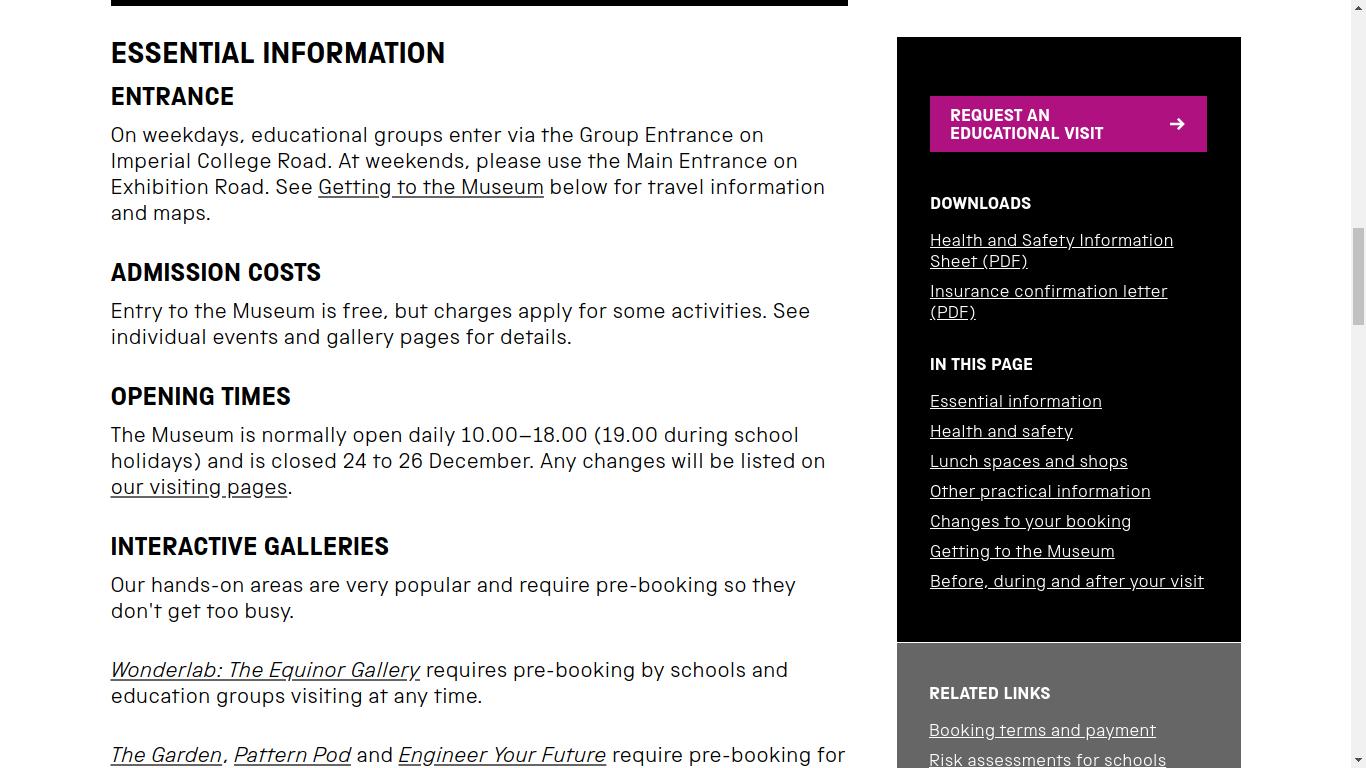 ESSENTIAL INFORMATION
ENTRANCE
On weekdays, educational groups enter via the Group Entrance on
Imperial College Road. At weekends, please use the Main Entrance on
Exhibition Road. See Getting to the Museum below for travel information
and maps.
ADMISSION COSTS
Entry to the Museum is free, but charges apply for some activities. See
individual events and gallery pages for details.
OPENING TIMES
The Museum is normally open daily 10.00–18.00 (19.00 during school
holidays) and is closed 24 to 26 December. Any changes will be listed on
our visiting pages.
INTERACTIVE GALLERIES
Our hands-on areas are very popular and require pre-booking so they
don't get too busy.
Wonderlab: The Equinor Gallery requires pre-booking by schools and
education groups visiting at any time.
The Garden, Pattern Pod and Engineer Your Future require pre-booking for
REQUEST AN
EDUCATIONAL VISIT
DOWNLOADS
Health and Safety Information
Sheet (PDF)
Insurance confirmation letter
(PDF)
IN THIS PAGE
Essential information
Health and safety
Lunch spaces and shops
Other practical information
Changes to your booking
Getting to the Museum
Before, during and after your visit
RELATED LINKS
Booking terms and payment
Risk assessments for schools